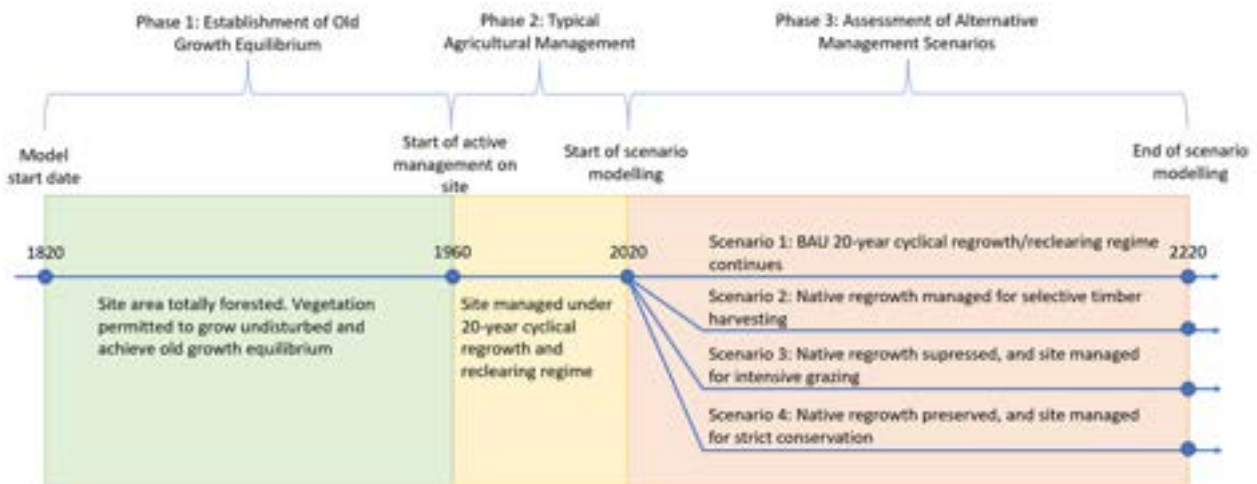 Phase 1: Establishment of Old
Growth Equilibrium
Phase 2: Typical
Agricultural Management
Phase 3: Assessment of Alternative
Management Scenarios
Model
start date
Start of active
management on
site
Start of scenario
modelling
End of scenario
modelling
1820
1960
2020
2220
Site area totally forested. Vegetation
permitted to grow undisturbed and
achieve old growth equilibrium
Site managed under
20-year cyclical
regrowth and
reclearing regime
Scenario 1: BAU 20-year cyclical regrowth/reclearing regime
continues
Scenario 2: Native regrowth managed for selective timber
harvesting
Scenario 3: Native regrowth supressed, and site managed
for intensive grazing
Scenario 4: Native regrowth preserved, and site managed
for strict conservation